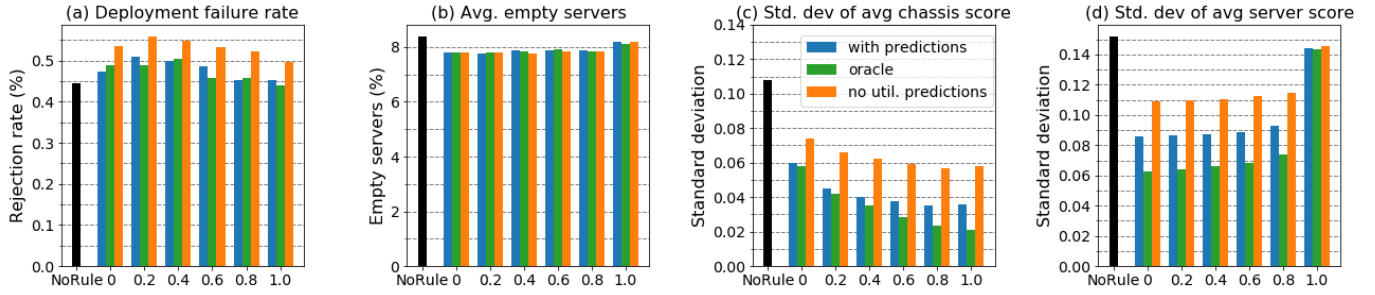 (a) Deployment failure rate
Rejection rate (%)
0.5
0.4
0.3
0.2
0.1
0.0
NoRule 0 0.2 0.4 0.6 0.8 1.0
(b) Avg. empty servers
Empty servers (%)
8
6
4
2
0
NoRule 0 0.2 0.4 0.6 0.8 1.0
(c) Std. dev of avg chassis score
Standard deviation
0.14
0.12
0.10
0.08
0.06
0.04
0.02
0.00
with predictions
oracle
no util. predictions
NoRule 0 0.2 0.4 0.6 0.8 1.0
(d) Std. dev of avg server score
Standard deviation
0.14
0.12
0.10
0.08
0.06
0.04
0.02
0.00
NoRule 0 0.2 0.4 0.6 0.8 1.0